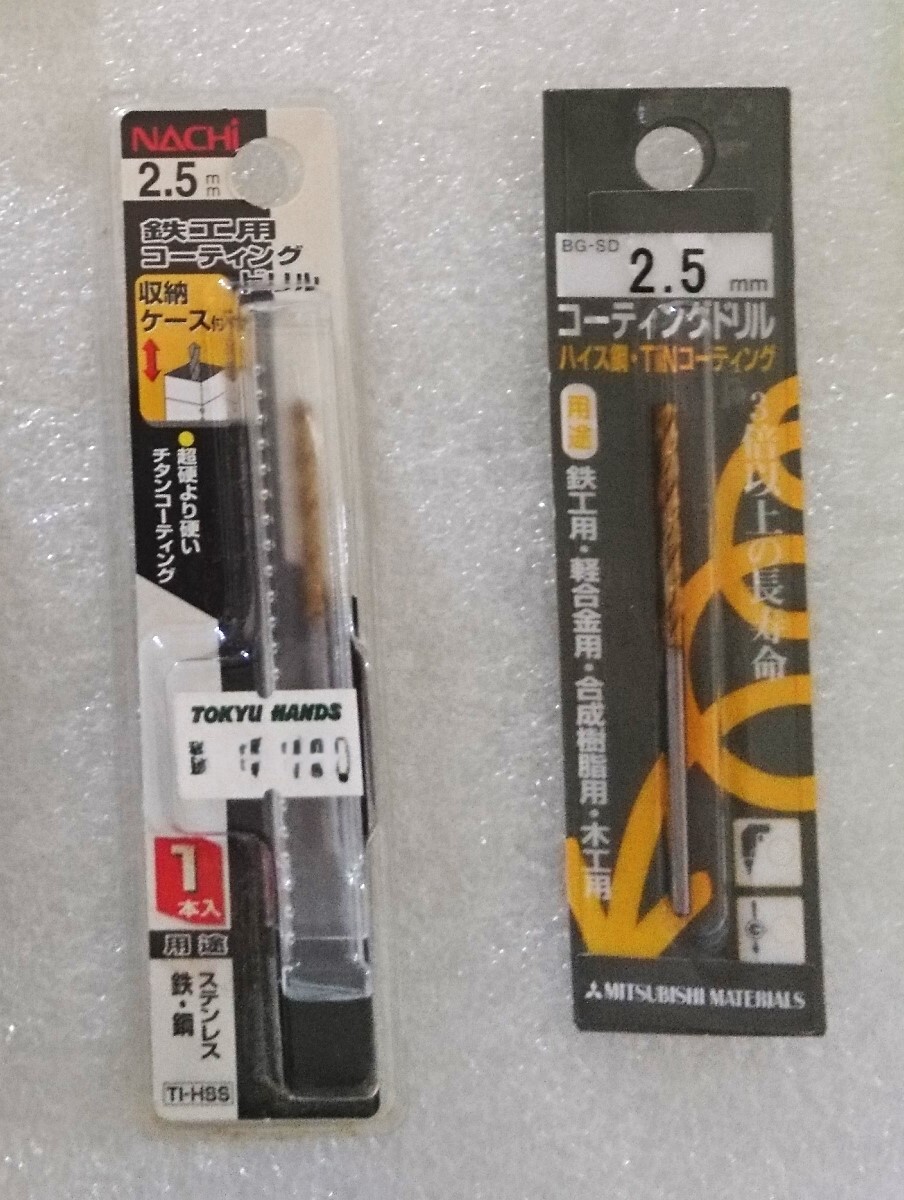 NACHi
2.5mm
鉄工用
コーティング
ドリル
収納
ケース付
超硬より硬い
チタンコーティング
TOKYU HANDS
1
本入
用途
ステンレス
鉄・鋼
TI-HSS
BG-SD
2.5 mm
コーティングドリル
ハイス鋼・TiNコーティング
用途
鉄工用・軽合金用・合成樹脂用・木工用
3倍以上の長寿命
C
MITSUBISHI MATERIALS